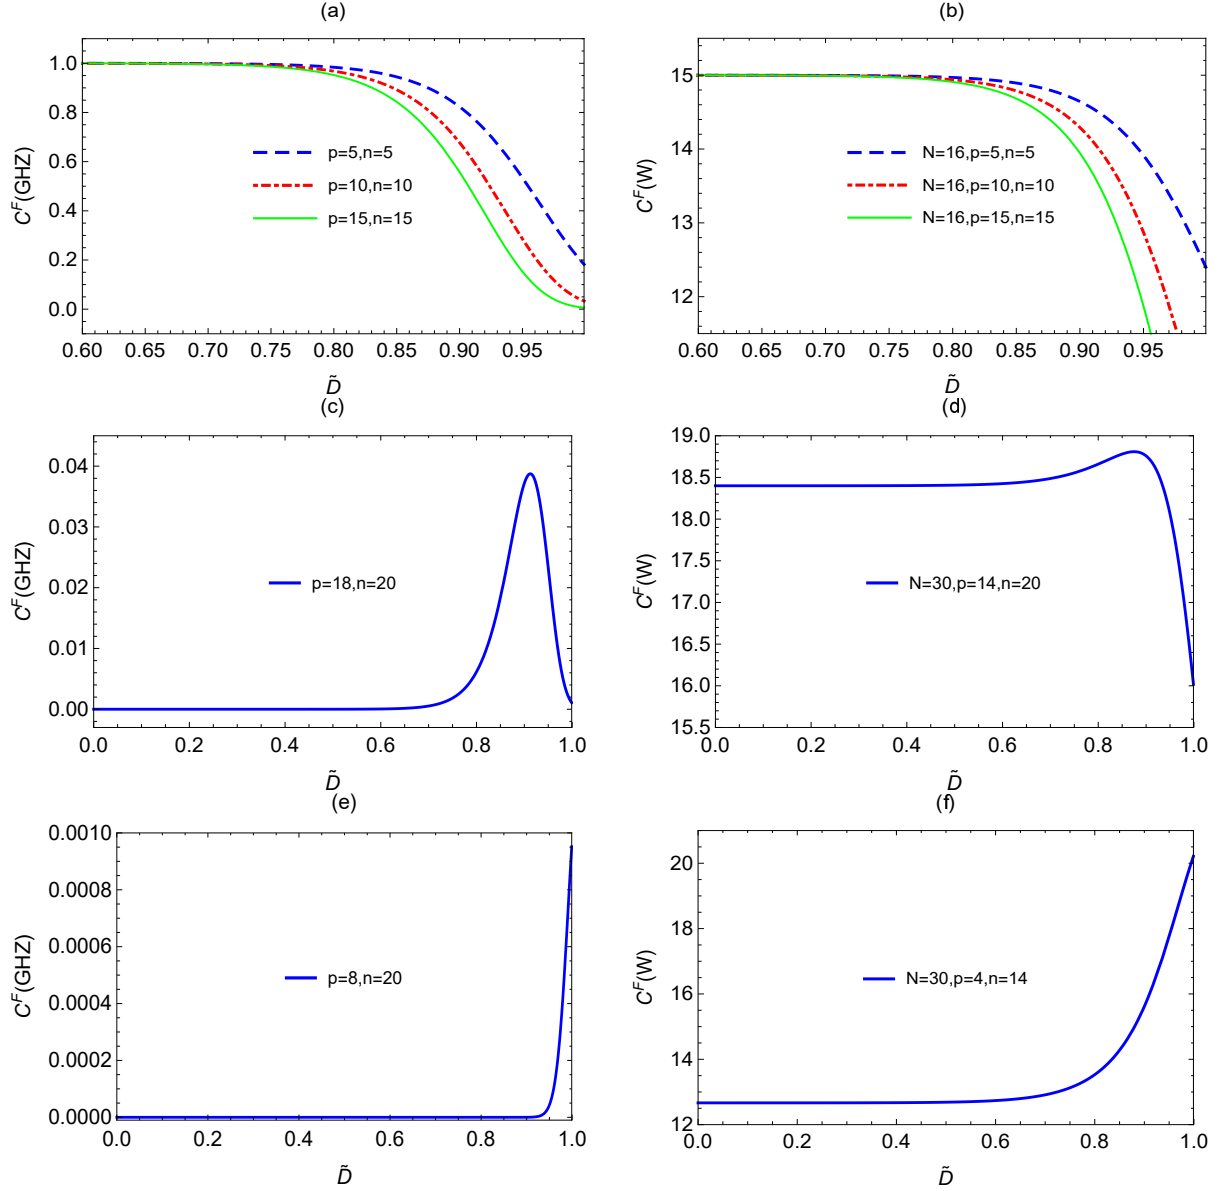 (a)
C^F(GHZ)
1.0
0.8
0.6
0.4
0.2
0.0
p=5,n=5
p=10,n=10
p=15,n=15
0.60 0.65 0.70 0.75 0.80 0.85 0.90 0.95
D̃
(b)
C^F(W)
15
14
13
12
N=16,p=5,n=5
N=16,p=10,n=10
N=16,p=15,n=15
0.60 0.65 0.70 0.75 0.80 0.85 0.90 0.95
D̃
(c)
C^F(GHZ)
0.04
0.03
0.02
0.01
0.00
p=18,n=20
0.0 0.2 0.4 0.6 0.8 1.0
D̃
(d)
C^F(W)
19.0
18.5
18.0
17.5
17.0
16.5
16.0
15.5
N=30,p=14,n=20
0.0 0.2 0.4 0.6 0.8 1.0
D̃
(e)
C^F(GHZ)
0.0010
0.0008
0.0006
0.0004
0.0002
0.0000
p=8,n=20
0.0 0.2 0.4 0.6 0.8 1.0
D̃
(f)
C^F(W)
20
18
16
14
12
N=30,p=4,n=14
0.0 0.2 0.4 0.6 0.8 1.0
D̃